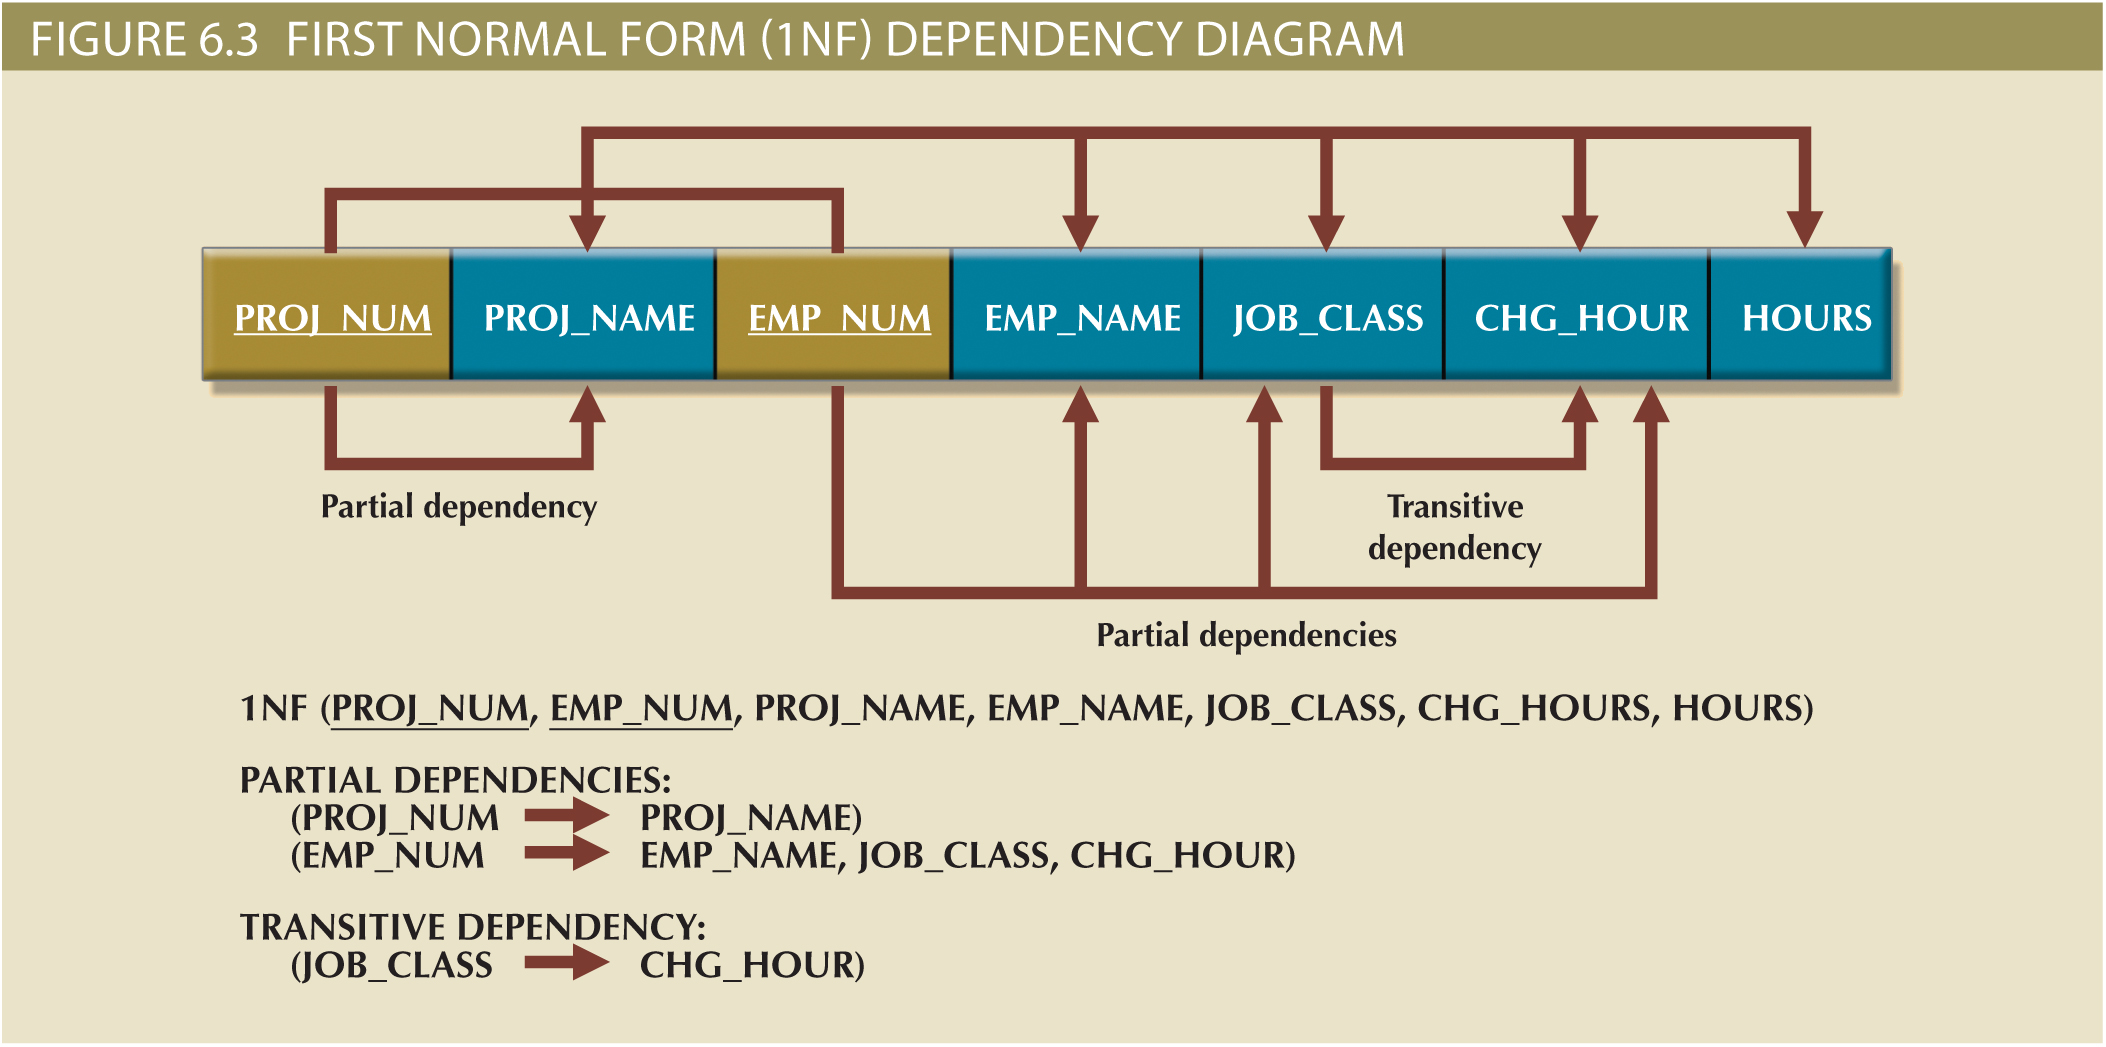 FIGURE 6.3 FIRST NORMAL FORM (1NF) DEPENDENCY DIAGRAM
PROJ_NUM PROJ_NAME EMP_NUM EMP_NAME JOB_CLASS CHG_HOUR HOURS
Partial dependency
Transitive
dependency
Partial dependencies
1NF (PROJ_NUM, EMP_NUM, PROJ_NAME, EMP_NAME, JOB_CLASS, CHG_HOURS, HOURS)
PARTIAL DEPENDENCIES:
(PROJ_NUM PROJ_NAME)
(EMP_NUM EMP_NAME, JOB_CLASS, CHG_HOUR)
TRANSITIVE DEPENDENCY:
(JOB_CLASS CHG_HOUR)